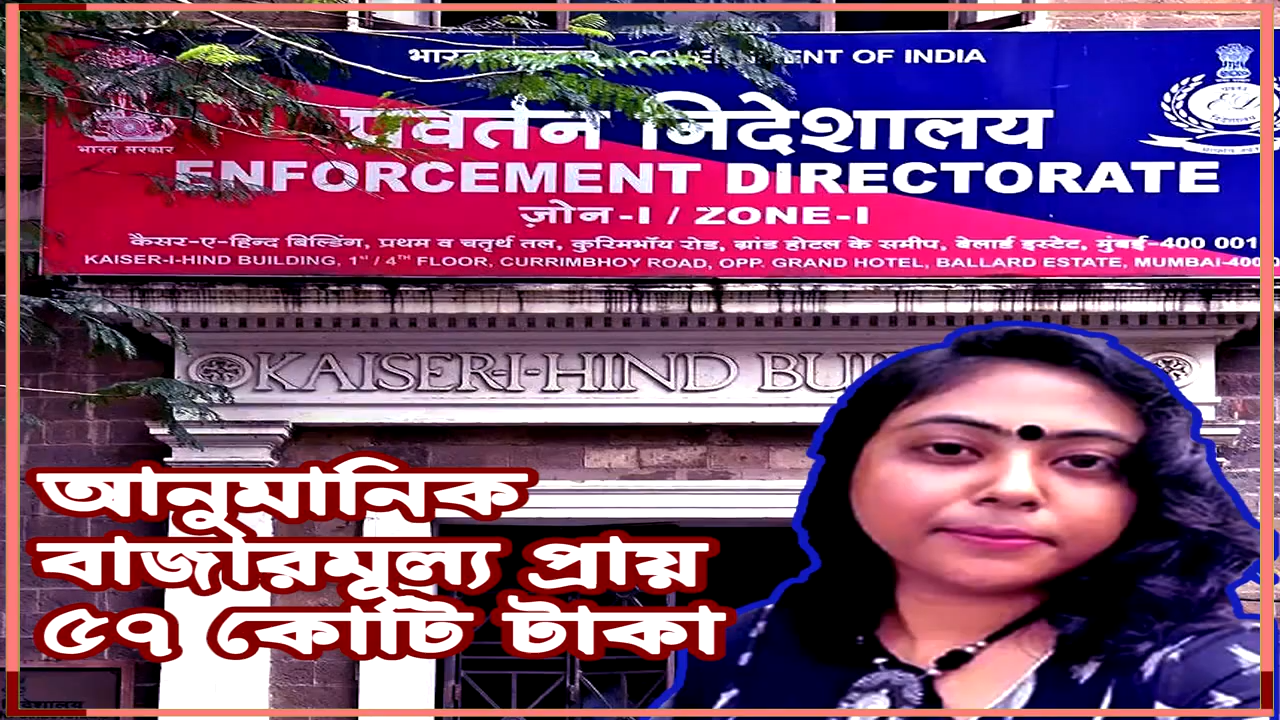 GOVERNMENT OF INDIA
भारत सरकार
प्रवर्तन निदेशालय
ENFORCEMENT DIRECTORATE
ज़ोन-I / ZONE-I
कैसर-ए-हिन्द बिल्डिंग, प्रथम व चतुर्थ तल, कुरिमभॉय रोड, ग्रांड होटल के समीप, बेलार्ड इस्टेट, मुंबई-400 001
KAISER-I-HIND BUILDING, 1ST / 4TH FLOOR, CURRIMBHOY ROAD, OPP. GRAND HOTEL, BALLARD ESTATE, MUMBAI-400 0
KAISER-I-HIND
আনুমানিক
বাজারমূল্য প্রায়
৫৭ কোটি টাকা